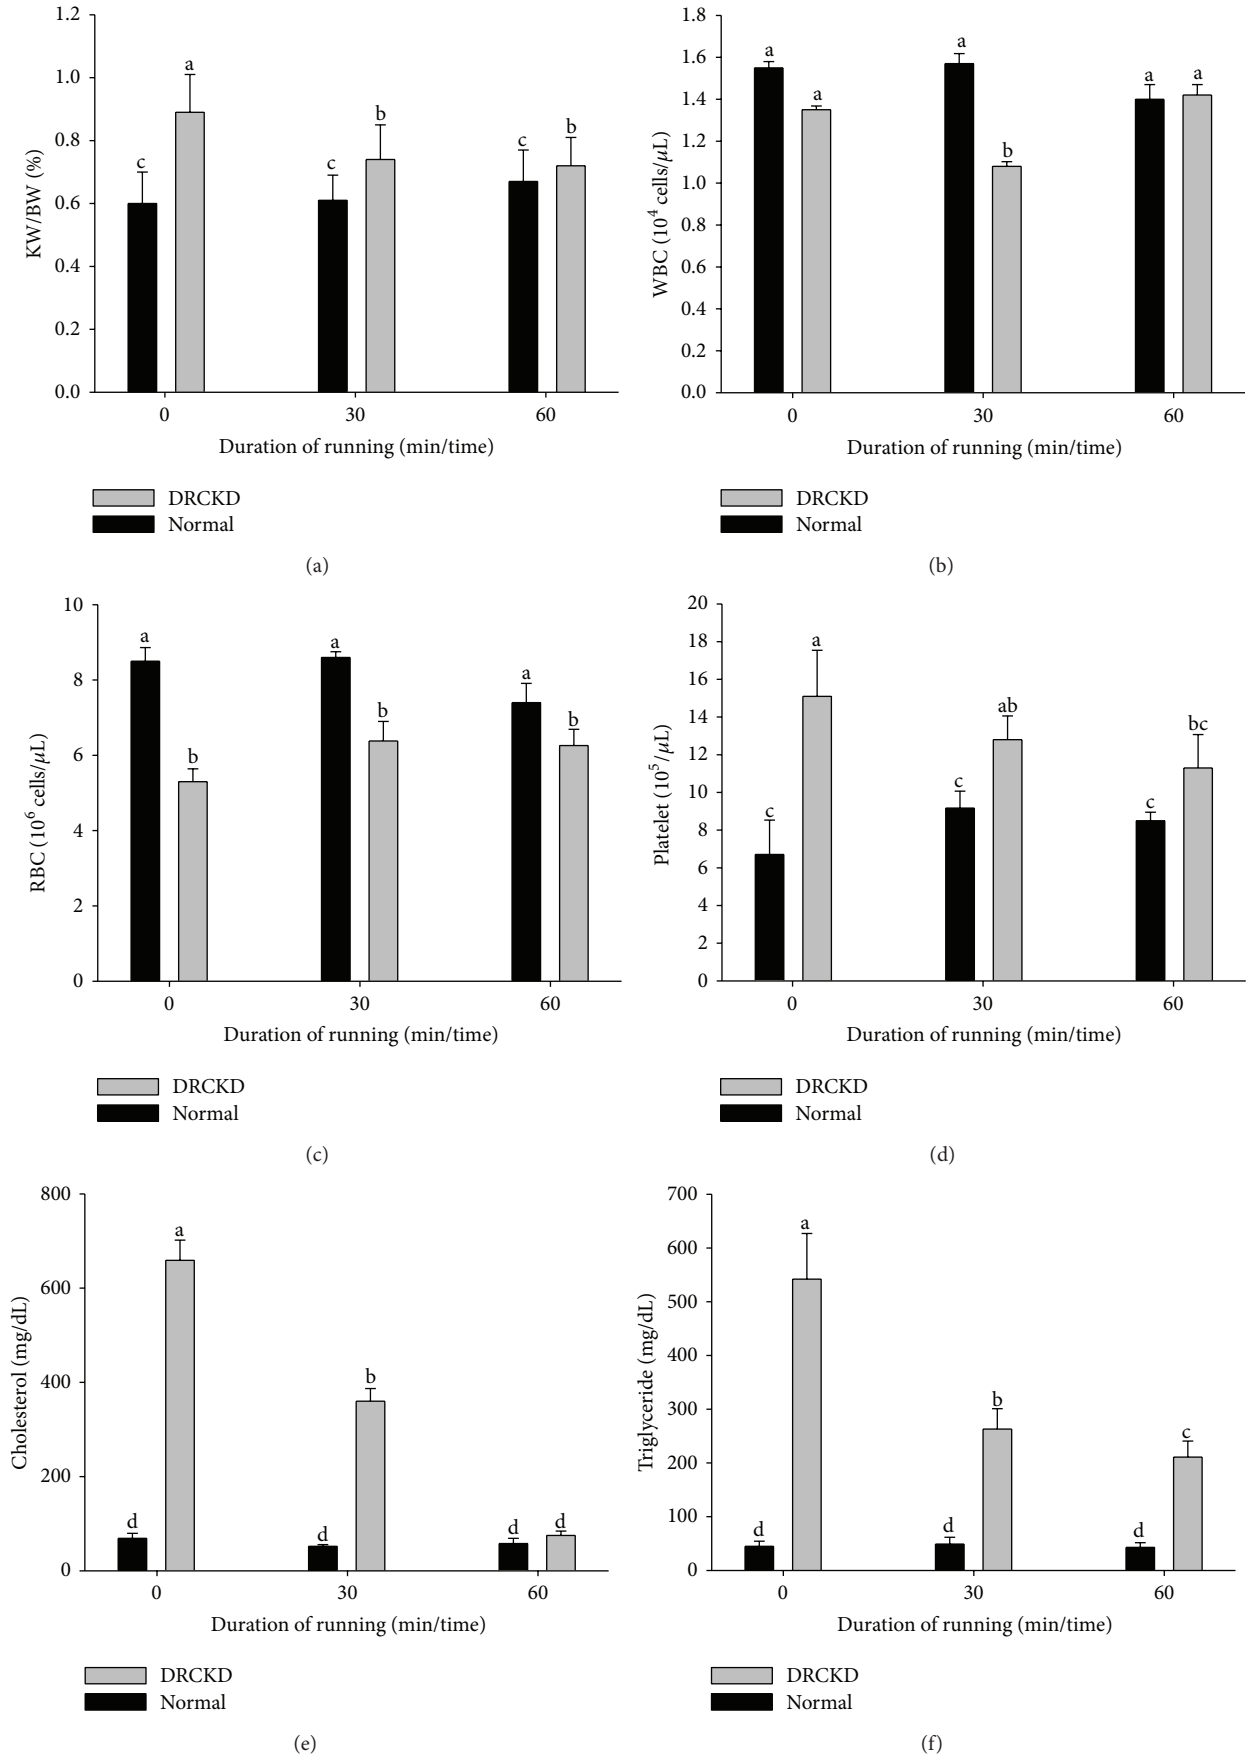 KW/BW (%)
1.2
1.0
0.8
0.6
0.4
0.2
0.0
c
a
c
b
c
b
0
30
60
Duration of running (min/time)
DRCKD
Normal
(a)
WBC (10⁴ cells/μL)
1.8
1.6
1.4
1.2
1.0
0.8
0.6
0.4
0.2
0.0
a
a
a
b
a
a
0
30
60
Duration of running (min/time)
DRCKD
Normal
(b)
RBC (10⁶ cells/μL)
10
8
6
4
2
0
a
b
a
b
a
b
0
30
60
Duration of running (min/time)
DRCKD
Normal
(c)
Platelet (10⁵/μL)
20
18
16
14
12
10
8
6
4
2
0
c
a
c
ab
c
bc
0
30
60
Duration of running (min/time)
DRCKD
Normal
(d)
Cholesterol (mg/dL)
800
600
400
200
0
d
a
d
b
d
d
0
30
60
Duration of running (min/time)
DRCKD
Normal
(e)
Triglyceride (mg/dL)
700
600
500
400
300
200
100
0
d
a
d
b
d
c
0
30
60
Duration of running (min/time)
DRCKD
Normal
(f)